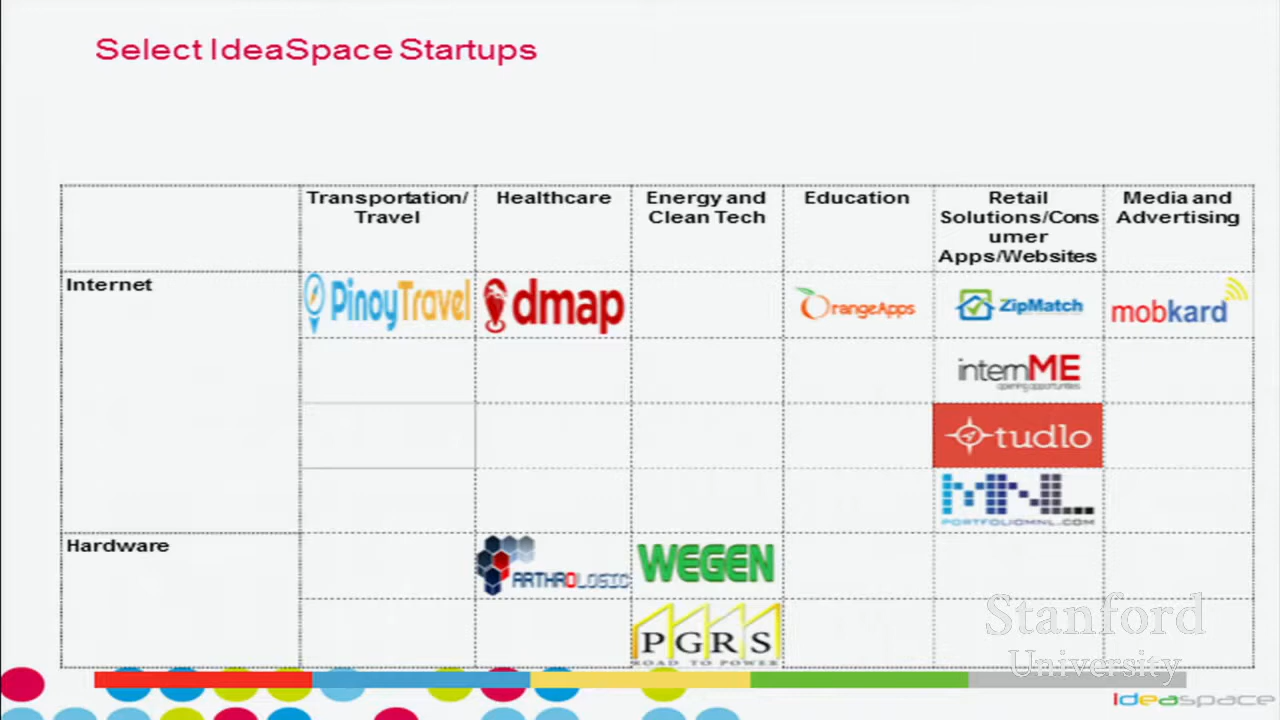 Select IdeaSpace Startups
Transportation/
Travel
Healthcare
Energy and
Clean Tech
Education
Retail
Solutions/Cons
umer
Apps/Websites
Media and
Advertising
Internet
PinoyTravel
dmap
OrangeApps
ZipMatch
mobkard
internME
opening opportunities
tudlo
MNL
PORTFOLIOMNL.COM
Hardware
ARTHROLOGIC
WEGEN
PGRS
ROAD TO POWER
Stanford
University
ideaspace